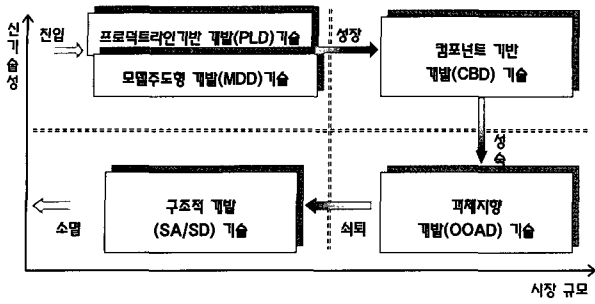 신기술성
진입
프로덕트라인기반 개발(PLD)기술
모델주도형 개발(MDD)기술
성장
컴포넌트 기반
개발(CBD) 기술
성숙
구조적 개발
(SA/SD) 기술
소멸
쇠퇴
객체지향
개발(OOAD) 기술
시장 규모